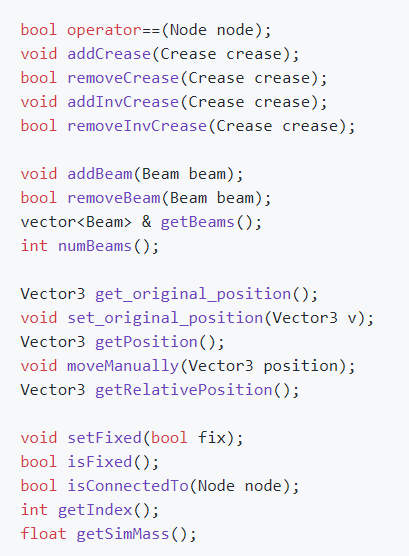 bool operator==(Node node);
void addCrease(Crease crease);
bool removeCrease(Crease crease);
void addInvCrease(Crease crease);
bool removeInvCrease(Crease crease);
void addBeam(Beam beam);
bool removeBeam(Beam beam);
vector<Beam> & getBeams();
int numBeams();
Vector3 get_original_position();
void set_original_position(Vector3 v);
Vector3 getPosition();
void moveManually(Vector3 position);
Vector3 getRelativePosition();
void setFixed(bool fix);
bool isFixed();
bool isConnectedTo(Node node);
int getIndex();
float getSimMass();